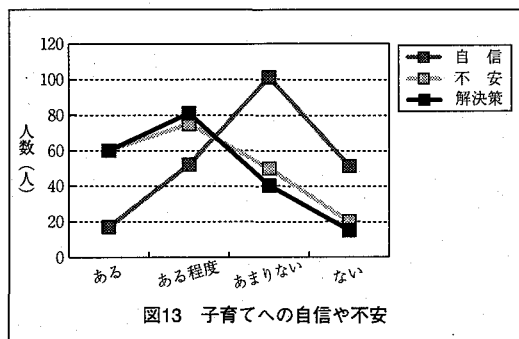 120
100
80
60
40
20
0
人数(人)
ある
ある程度
あまりない
ない
自信
不安
解決策
図13 子育てへの自信や不安